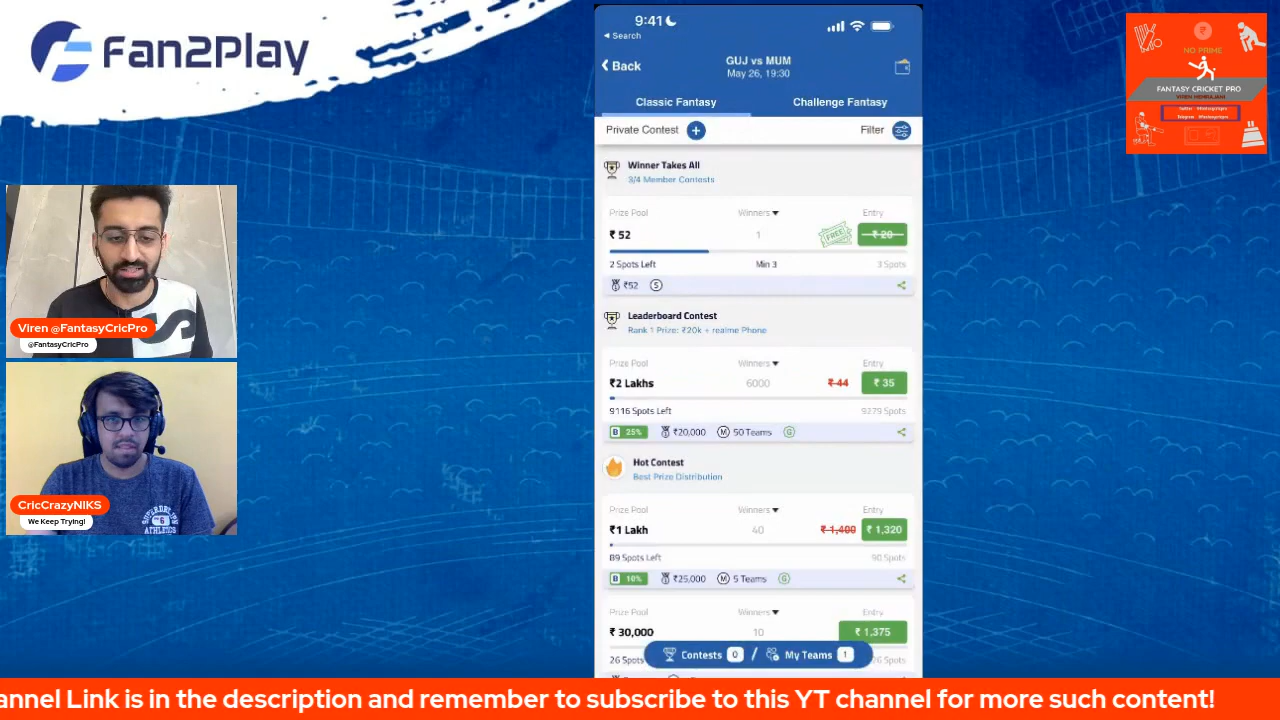 Fan2Play
Viren @FantasyCricPro
@FantasyCricPro
CricCrazyNIKS
We Keep Trying!
9:41
Search
Back
GUJ vs MUM
May 26, 19:30
Classic Fantasy
Challenge Fantasy
Private Contest
Filter
Winner Takes All
3/4 Member Contests
Prize Pool Winners Entry
₹ 52 1 FREE! ₹ 20
2 Spots Left Min 3 3 Spots
₹52 S
Leaderboard Contest
Rank 1 Prize: ₹20k + realme Phone
Prize Pool Winners Entry
₹2 Lakhs 6000 ₹ 44 ₹ 35
9116 Spots Left 9279 Spots
B 25% ₹20,000 M 50 Teams G
Hot Contest
Best Prize Distribution
Prize Pool Winners Entry
₹1 Lakh 40 ₹ 1,400 ₹ 1,320
89 Spots Left 90 Spots
B 10% ₹25,000 M 5 Teams G
Prize Pool Winners Entry
₹ 30,000 10 ₹ 1,375
26 Spots
Contests 0 / My Teams 1
NO PRIME
FANTASY CRICKET PRO
VIREN HEMRAJANI
annel Link is in the description and remember to subscribe to this YT channel for more such content!